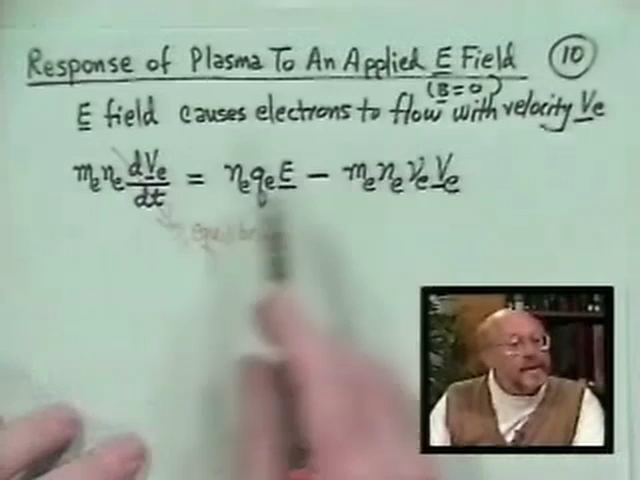 Response of Plasma To An Applied E Field (10)
(B=0)
E field causes electrons to flow with velocity Ve
mₑnₑ dVₑ/dt = nₑqₑE − mₑnₑνₑVₑ